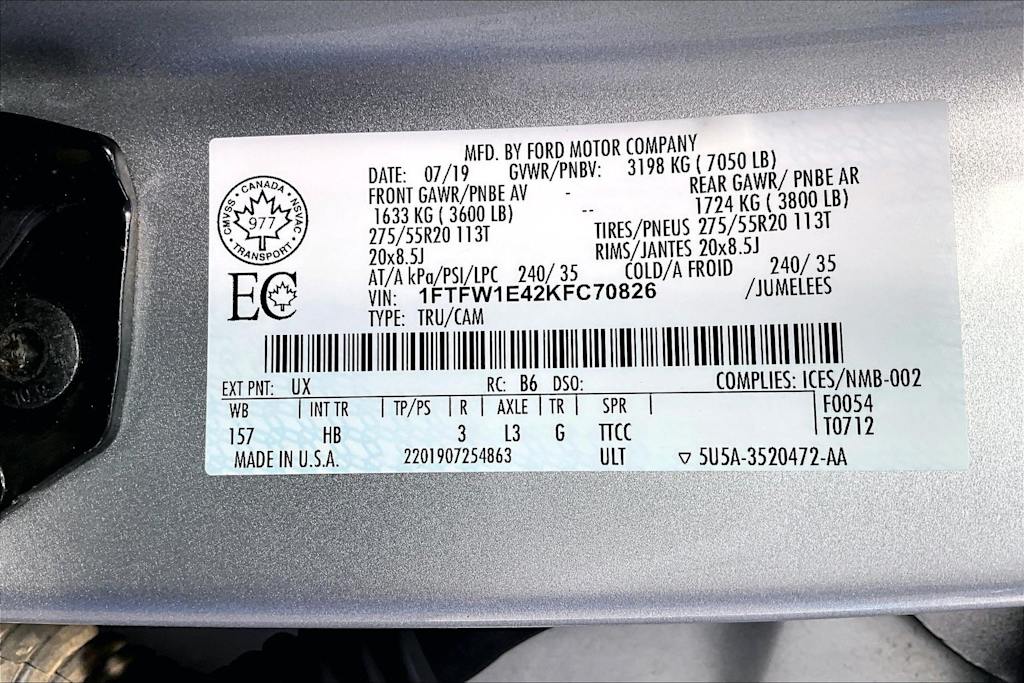 MFD. BY FORD MOTOR COMPANY
DATE: 07/19 GVWR/PNBV: 3198 KG ( 7050 LB)
FRONT GAWR/PNBE AV - REAR GAWR/ PNBE AR
1633 KG ( 3600 LB) -- 1724 KG ( 3800 LB)
275/55R20 113T TIRES/PNEUS 275/55R20 113T
20x8.5J RIMS/JANTES 20x8.5J
AT/A kPa/PSI/LPC 240/ 35 COLD/A FROID 240/ 35
VIN: 1FTFW1E42KFC70826 /JUMELEES
TYPE: TRU/CAM
CANADA
CMVSS · NSVAC
977
TRANSPORT
EC
EXT PNT: UX RC: B6 DSO: COMPLIES: ICES/NMB-002
WB | INT TR | TP/PS | R | AXLE | TR | SPR | F0054
157 HB 3 L3 G TTCC T0712
MADE IN U.S.A. 2201907254863 ULT ▽ 5U5A-3520472-AA